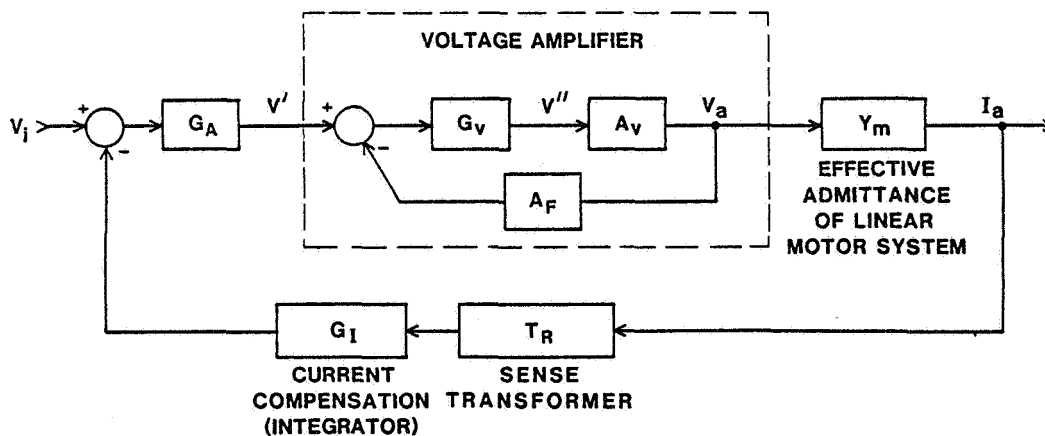 VOLTAGE AMPLIFIER
Vj
+
-
GA
V'
+
-
GV
V''
AV
Va
Ym
Ia
AF
EFFECTIVE
ADMITTANCE
OF LINEAR
MOTOR SYSTEM
GI
TR
CURRENT
COMPENSATION
(INTEGRATOR)
SENSE
TRANSFORMER